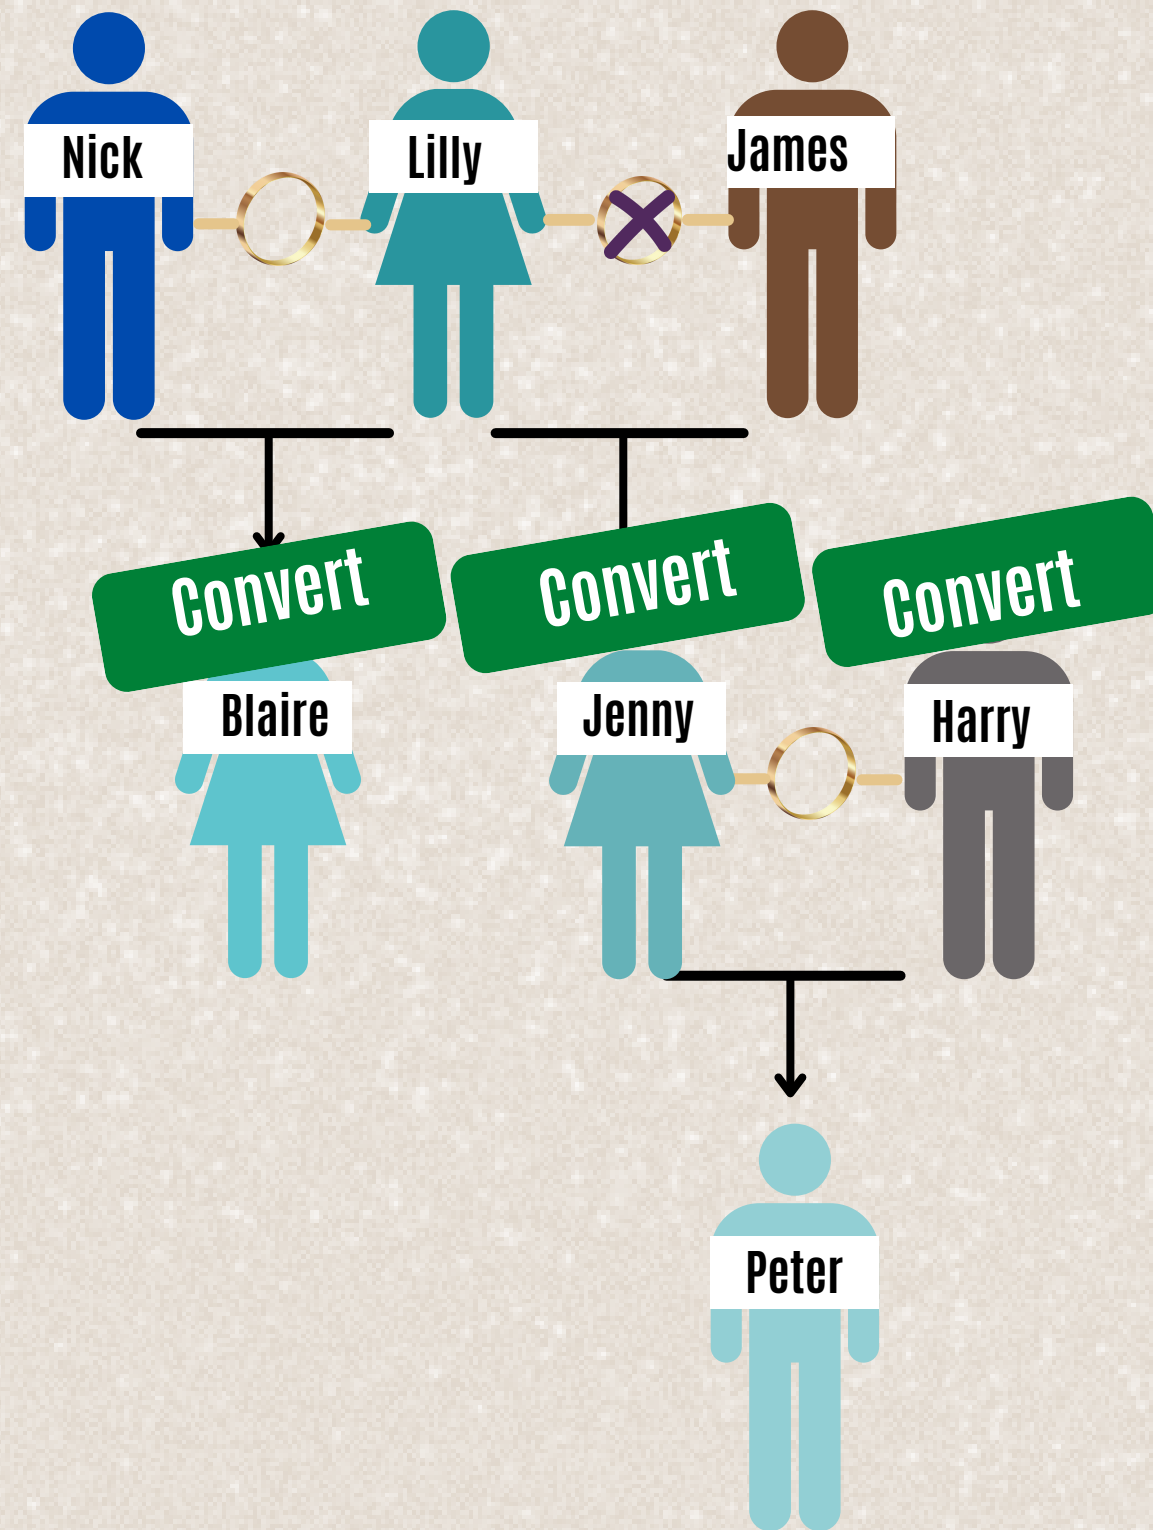 Nick
Lilly
James
Convert
Convert
Convert
Blaire
Jenny
Harry
Peter